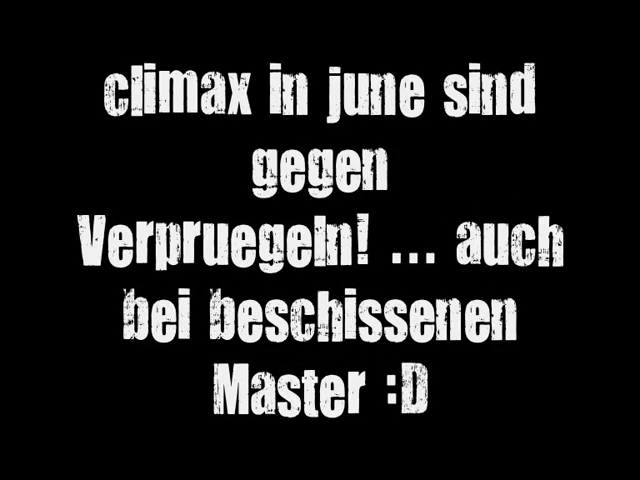 climax in june sind
gegen
Verpruegeln! ... auch
bei beschissenen
Master :D